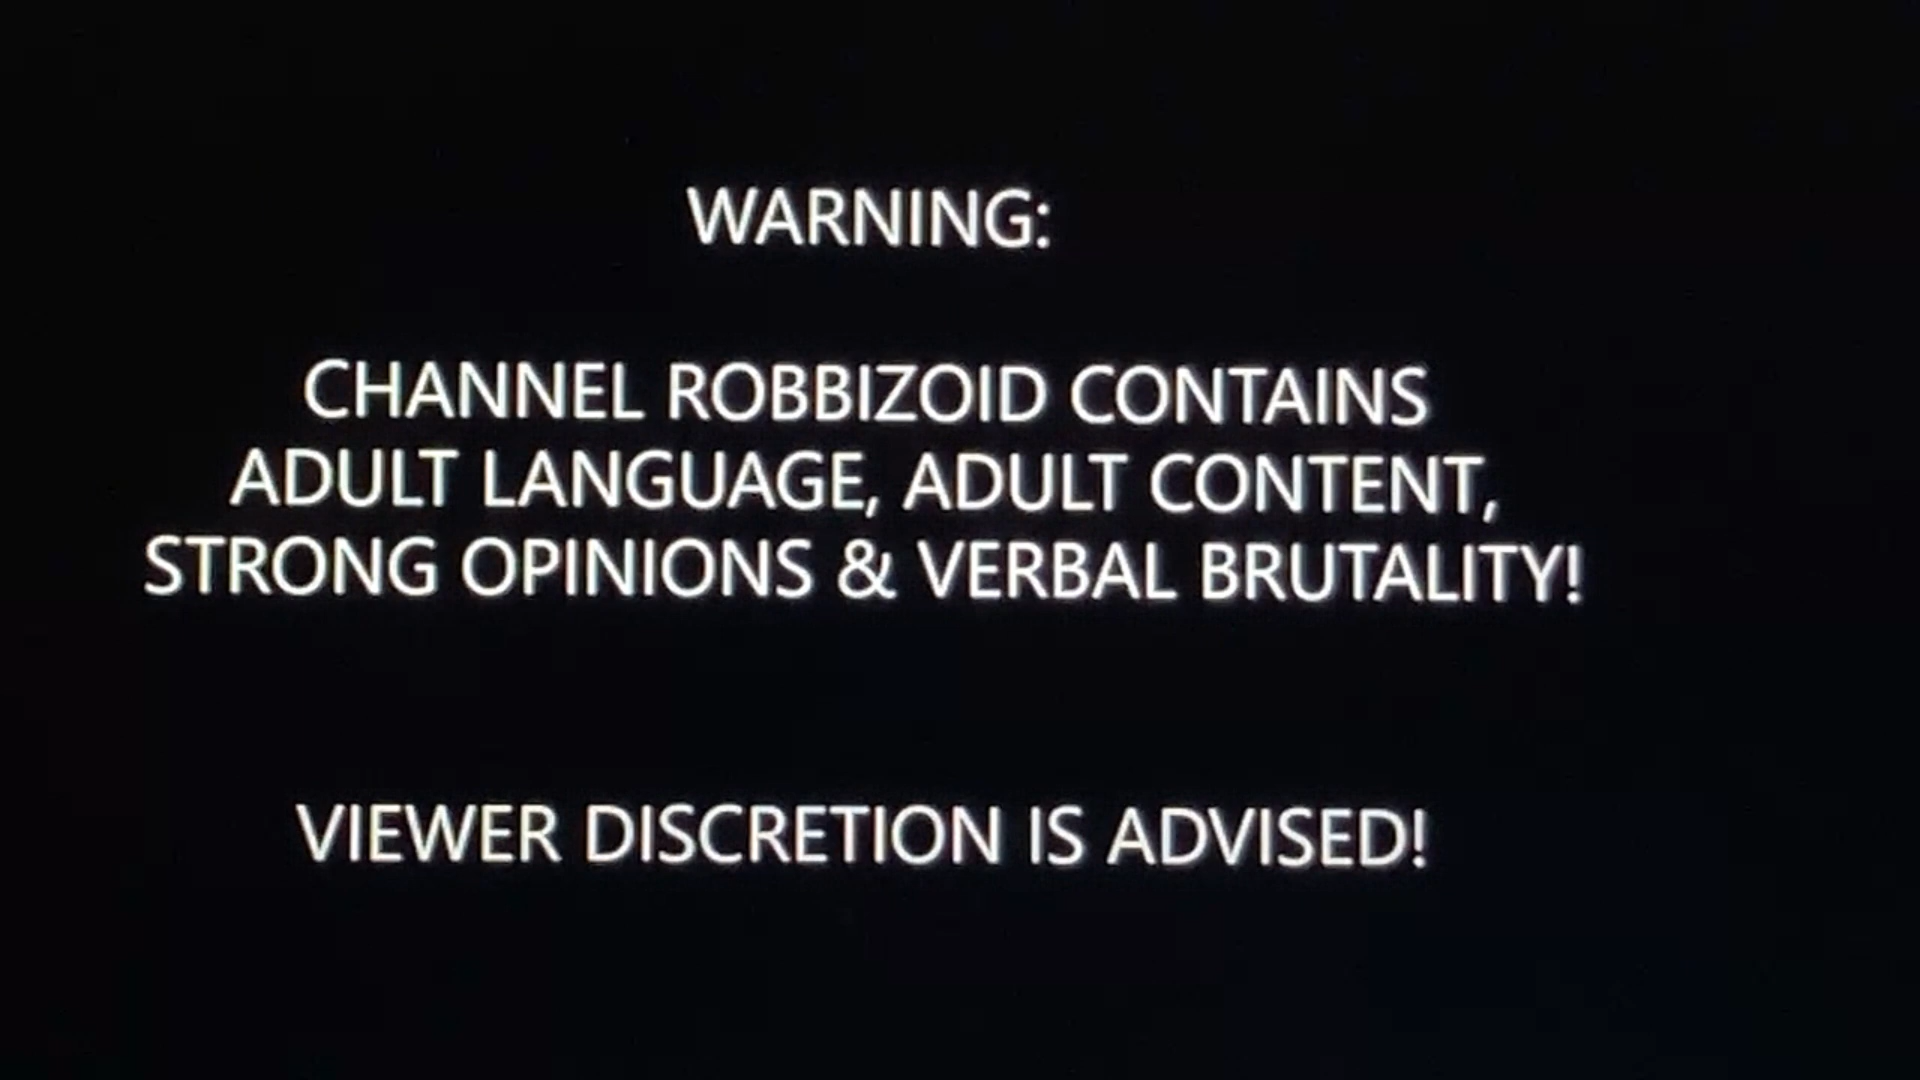 WARNING:
CHANNEL ROBBIZOID CONTAINS
ADULT LANGUAGE, ADULT CONTENT,
STRONG OPINIONS & VERBAL BRUTALITY!
VIEWER DISCRETION IS ADVISED!